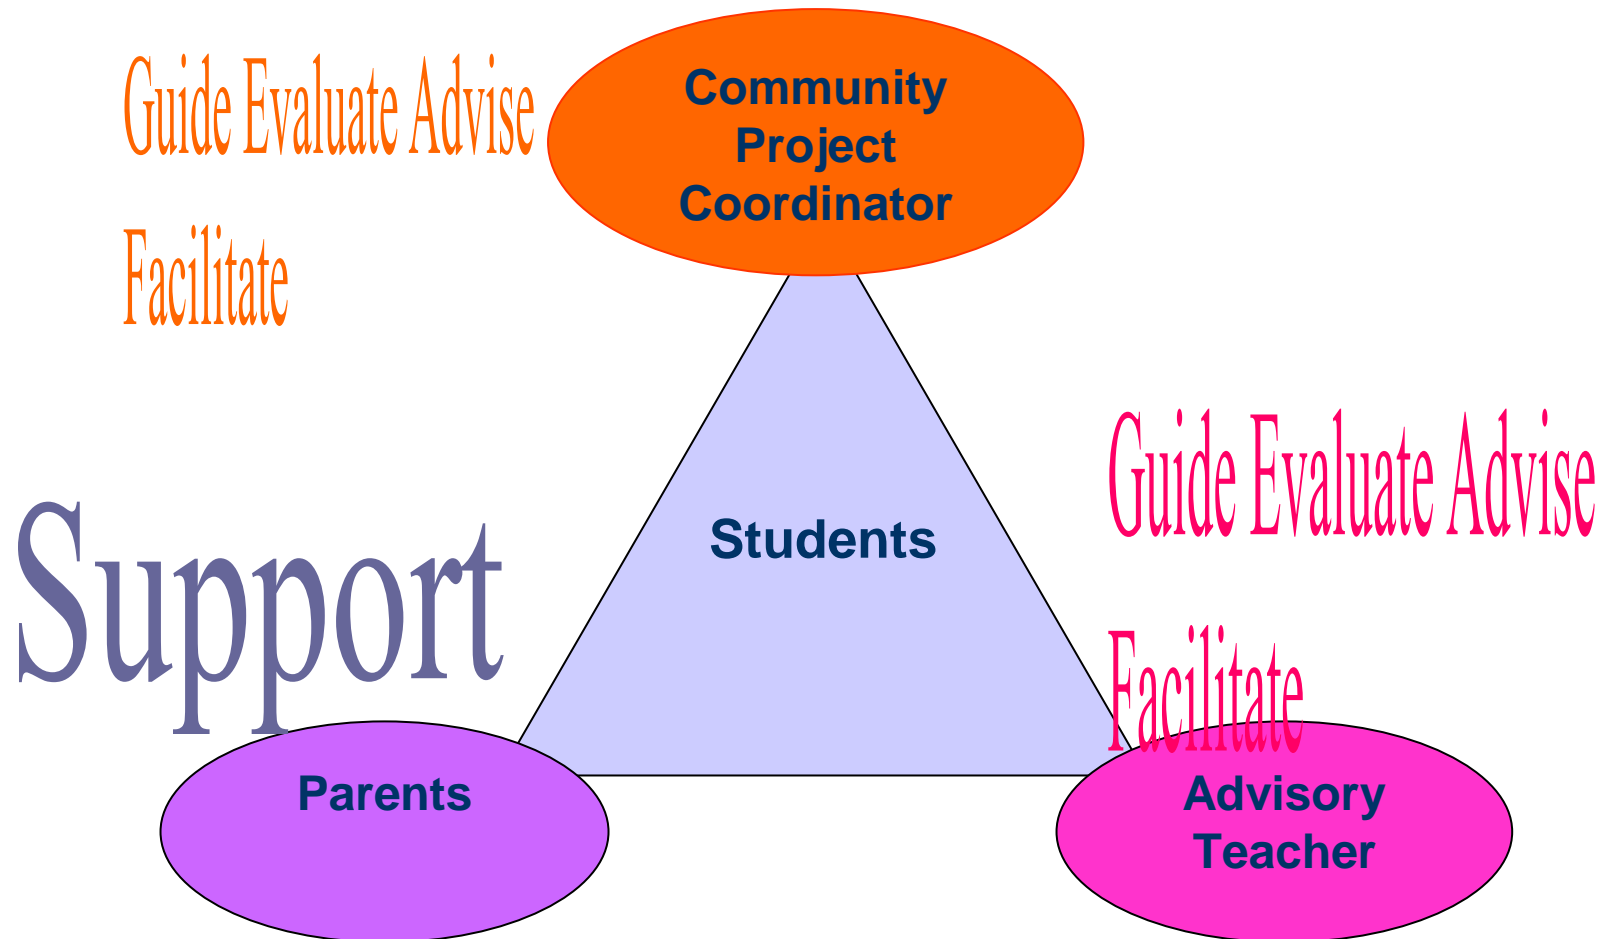 Guide Evaluate Advise
Facilitate
Community
Project
Coordinator
Students
Support
Guide Evaluate Advise
Facilitate
Parents
Advisory
Teacher